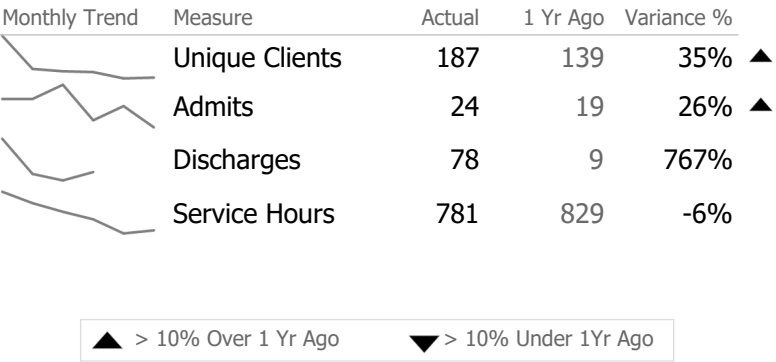 Monthly Trend Measure Actual 1 Yr Ago Variance %
Unique Clients 187 139 35% ▲
Admits 24 19 26% ▲
Discharges 78 9 767%
Service Hours 781 829 -6%
▲ > 10% Over 1 Yr Ago ▼ > 10% Under 1Yr Ago